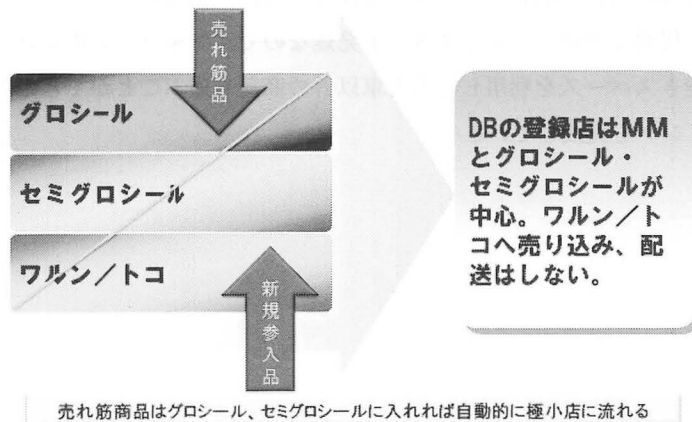 売れ筋品
グロシール
セミグロシール
ワルン／トコ
新規参入品
DBの登録店はMM
とグロシール・
セミグロシールが
中心。ワルン／ト
コへ売り込み、配
送はしない。
売れ筋商品はグロシール、セミグロシールに入れれば自動的に極小店に流れる